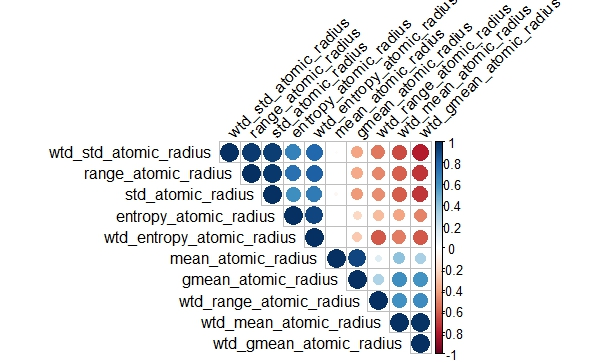 wtd_std_atomic_radius
range_atomic_radius
std_atomic_radius
entropy_atomic_radius
wtd_entropy_atomic_radius
mean_atomic_radius
gmean_atomic_radius
wtd_range_atomic_radius
wtd_mean_atomic_radius
wtd_gmean_atomic_radius
wtd_std_atomic_radius
range_atomic_radius
std_atomic_radius
entropy_atomic_radius
wtd_entropy_atomic_radius
mean_atomic_radius
gmean_atomic_radius
wtd_range_atomic_radius
wtd_mean_atomic_radius
wtd_gmean_atomic_radius
1
0.8
0.6
0.4
0.2
0
-0.2
-0.4
-0.6
-0.8
-1